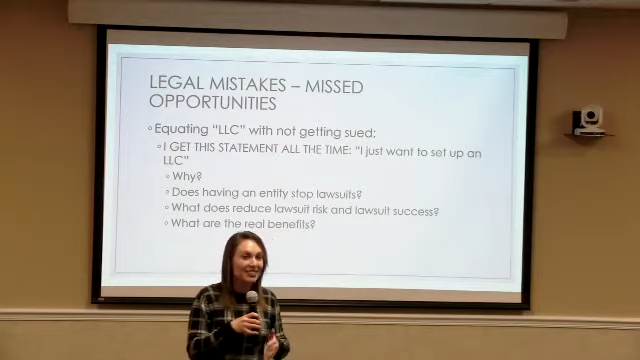 LEGAL MISTAKES – MISSED
OPPORTUNITIES
Equating "LLC" with not getting sued;
I GET THIS STATEMENT ALL THE TIME: "I just want to set up an
LLC"
Why?
Does having an entity stop lawsuits?
What does reduce lawsuit risk and lawsuit success?
What are the real benefits?